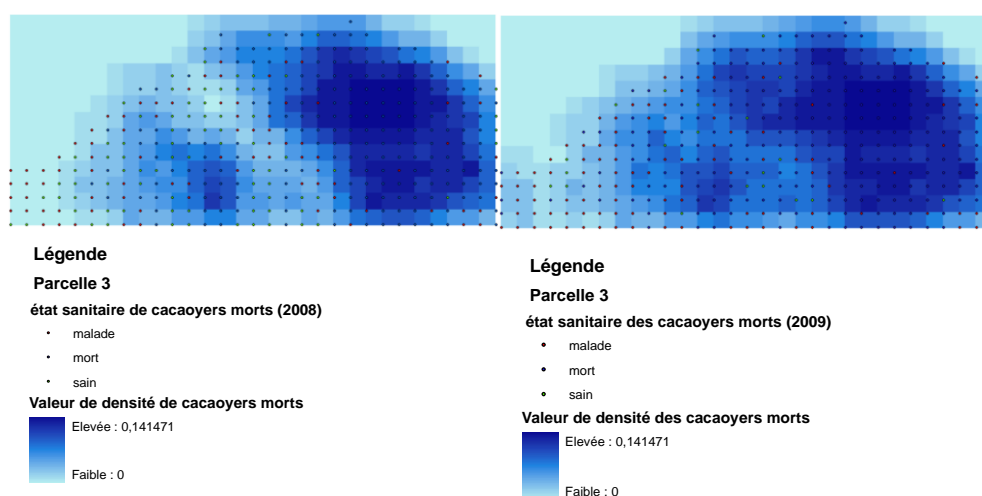 Légende
Parcelle 3
état sanitaire de cacaoyers morts (2008)
malade
mort
sain
Valeur de densité de cacaoyers morts
Elevée : 0,141471
Faible : 0
Légende
Parcelle 3
état sanitaire des cacaoyers morts (2009)
malade
mort
sain
Valeur de densité des cacaoyers morts
Elevée : 0,141471
Faible : 0